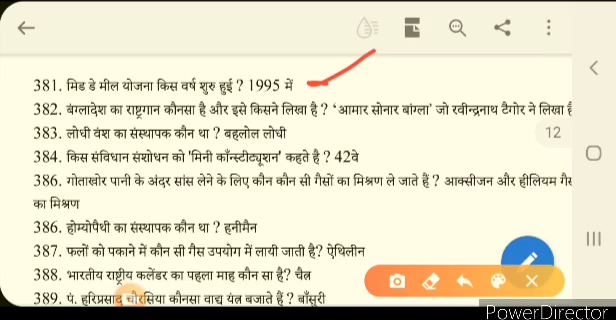 381. मिड डे मील योजना किस वर्ष शुरु हुई ? 1995 में
382. बंग्लादेश का राष्ट्रगान कौनसा है और इसे किसने लिखा है ? ‘आमार सोनार बांग्ला’ जो रवीन्द्रनाथ टैगोर ने लिखा है
383. लोधी वंश का संस्थापक कौन था ? बहलोल लोधी
12
384. किस संविधान संशोधन को 'मिनी कॉन्स्टीट्यूशन' कहते है ? 42वे
386. गोताखोर पानी के अंदर सांस लेने के लिए कौन कौन सी गैसों का मिश्रण ले जाते हैं ? आक्सीजन और हीलियम गैस
का मिश्रण
386. होम्योपैथी का संस्थापक कौन था ? हनीमैन
387. फलों को पकाने में कौन सी गैस उपयोग में लायी जाती है? ऐथिलीन
388. भारतीय राष्ट्रीय कलेंडर का पहला माह कौन सा है? चैत्र
389. पं. हरिप्रसाद चौरसिया कौनसा वाद्य यंत्र बजाते हैं ? बाँसुरी
PowerDirector